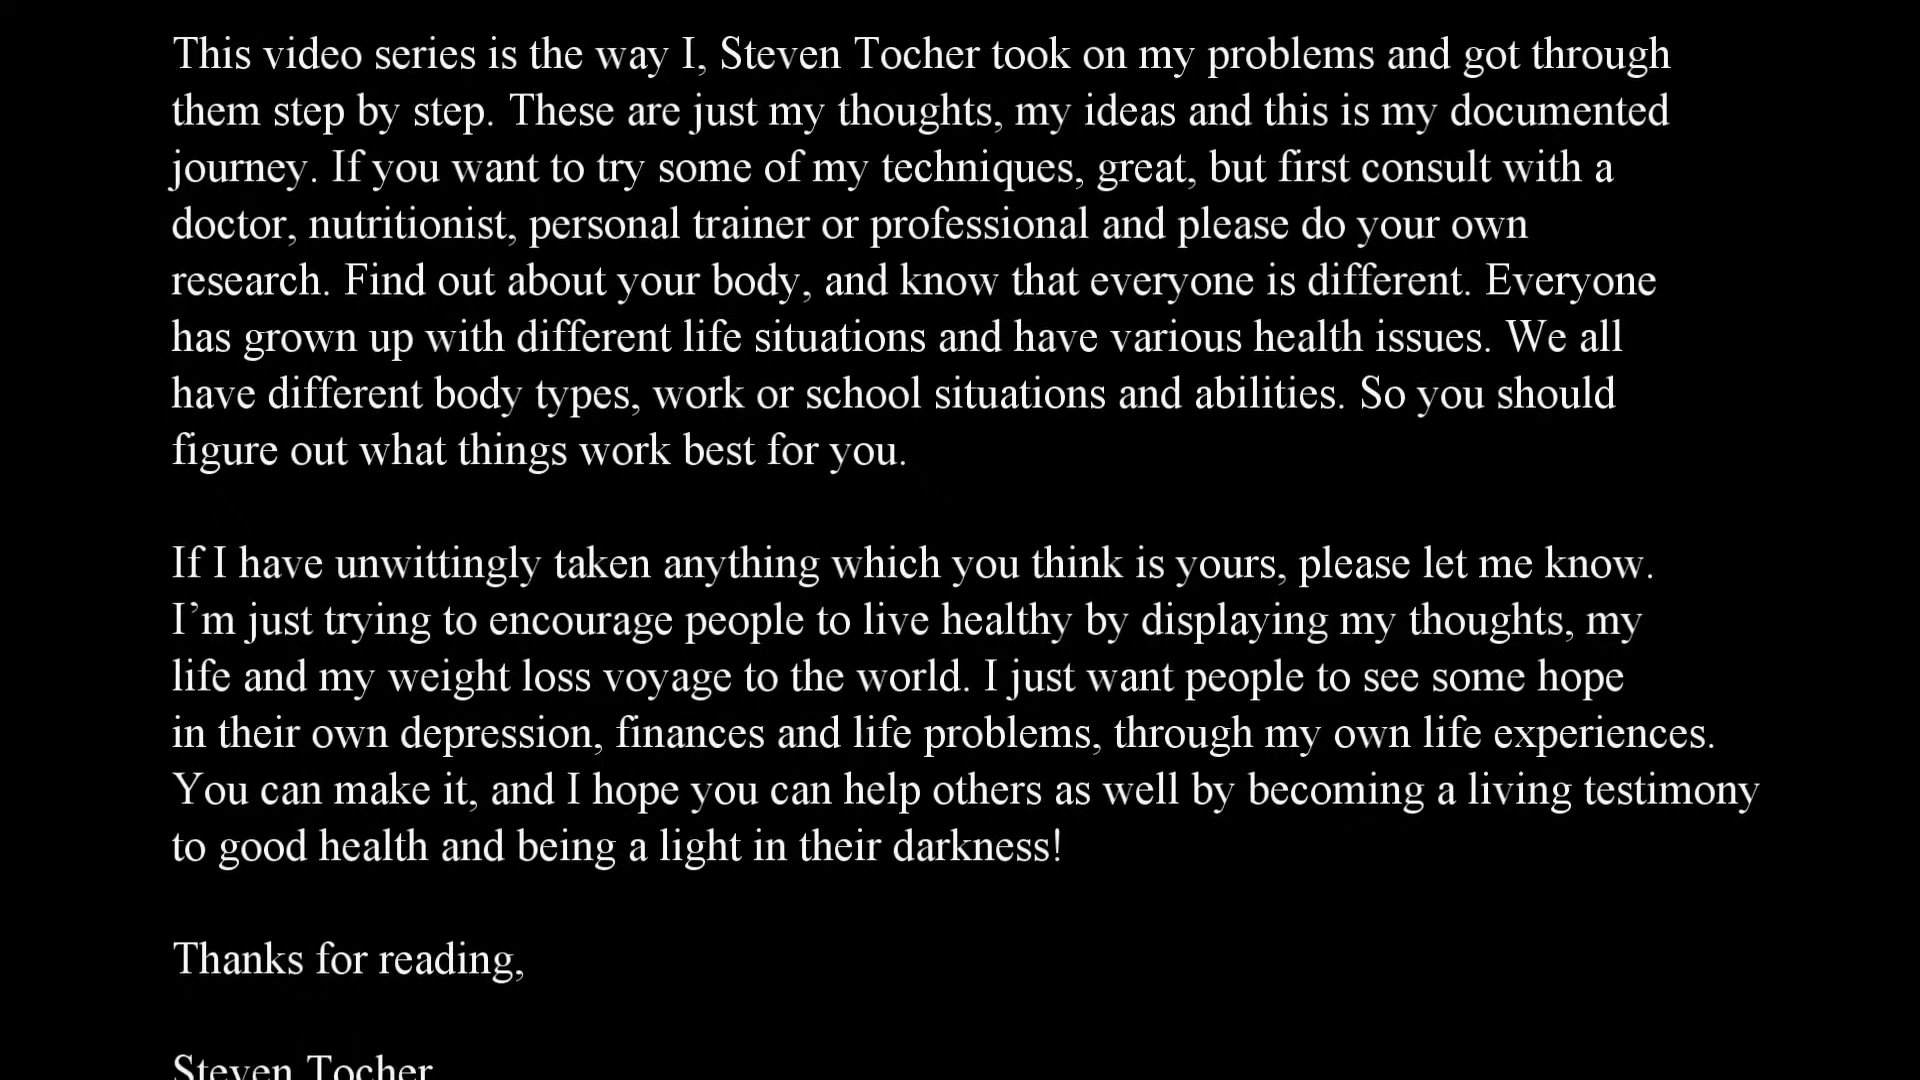 This video series is the way I, Steven Tocher took on my problems and got through
them step by step. These are just my thoughts, my ideas and this is my documented
journey. If you want to try some of my techniques, great, but first consult with a
doctor, nutritionist, personal trainer or professional and please do your own
research. Find out about your body, and know that everyone is different. Everyone
has grown up with different life situations and have various health issues. We all
have different body types, work or school situations and abilities. So you should
figure out what things work best for you.
If I have unwittingly taken anything which you think is yours, please let me know.
I’m just trying to encourage people to live healthy by displaying my thoughts, my
life and my weight loss voyage to the world. I just want people to see some hope
in their own depression, finances and life problems, through my own life experiences.
You can make it, and I hope you can help others as well by becoming a living testimony
to good health and being a light in their darkness!
Thanks for reading,
Steven Tocher